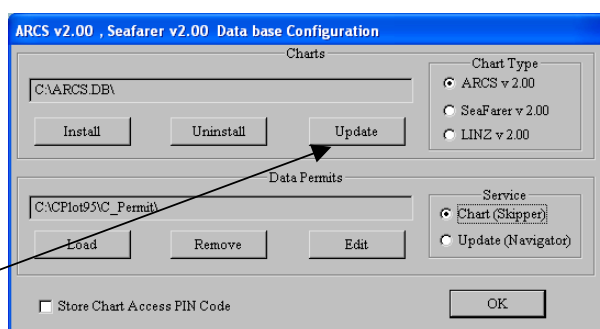 ARCS v2.00 , Seafarer v2.00 Data base Configuration
Charts
C:\ARCS.DB\
Install Uninstall Update
Chart Type
ARCS v 2.00
SeaFarer v 2.00
LINZ v 2.00
Data Permits
C:\CPlot95\C_Permit\
Load Remove Edit
Service
Chart (Skipper)
Update (Navigator)
Store Chart Access PIN Code
OK